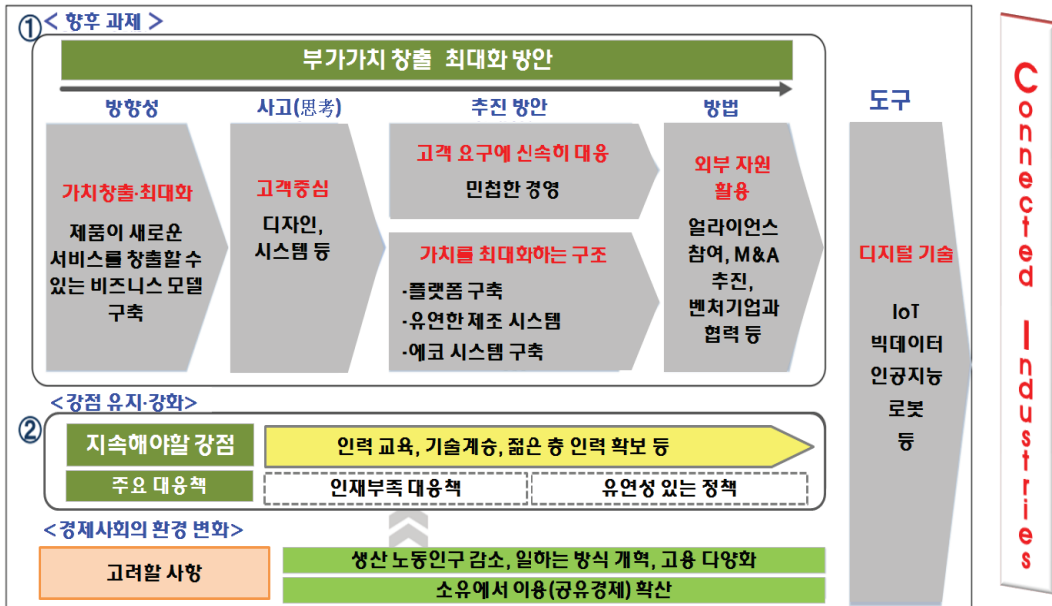 ① < 향후 과제 >
부가가치 창출 최대화 방안
방향성
가치창출·최대화
제품이 새로운
서비스를 창출할 수
있는 비즈니스 모델
구축
사고(思考)
고객중심
디자인,
시스템 등
추진 방안
고객 요구에 신속히 대응
민첩한 경영
가치를 최대화하는 구조
·플랫폼 구축
·유연한 제조 시스템
·에코 시스템 구축
방법
외부 자원
활용
얼라이언스
참여, M&A
추진,
벤처기업과
협력 등
도구
디지털 기술
IoT
빅데이터
인공지능
로봇
등
Connected Industries
<강점 유지·강화>
②
지속해야할 강점
인력 교육, 기술계승, 젊은 층 인력 확보 등
주요 대응책
인재부족 대응책
유연성 있는 정책
<경제사회의 환경 변화>
고려할 사항
생산 노동인구 감소, 일하는 방식 개혁, 고용 다양화
소유에서 이용(공유경제) 확산